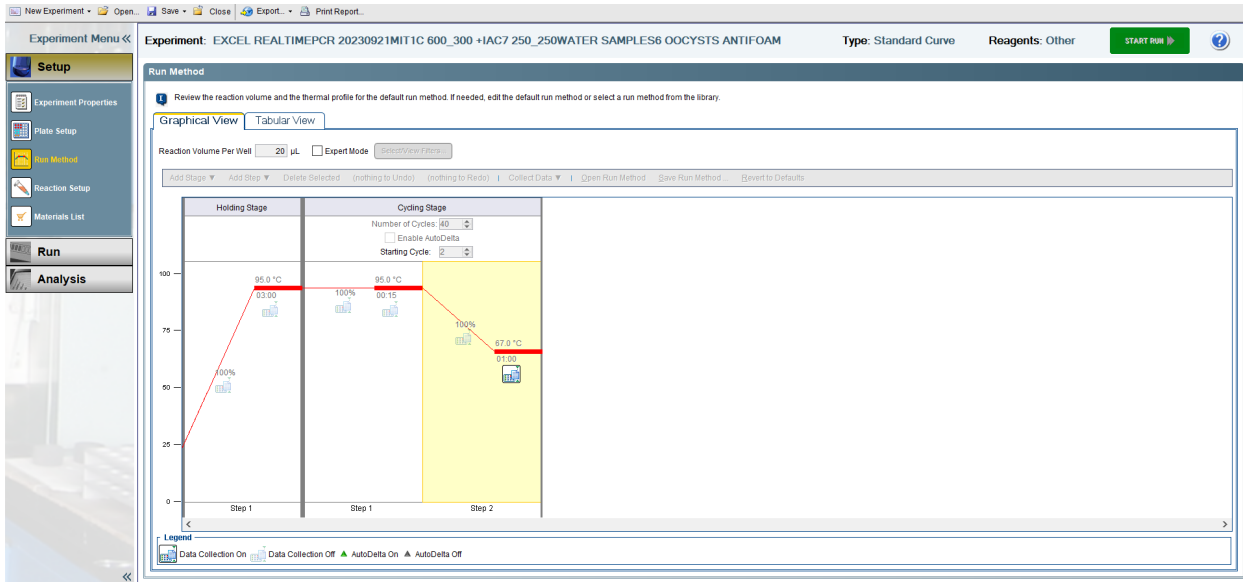 New Experiment Open... Save Close Export... Print Report...
Experiment Menu «
Experiment: EXCEL REALTIMEPCR 20230921MIT1C 600_300 +IAC7 250_250WATER SAMPLES6 OOCYSTS ANTIFOAM Type: Standard Curve Reagents: Other START RUN
Setup
Experiment Properties
Plate Setup
Run Method
Reaction Setup
Materials List
Run
Analysis
Run Method
Review the reaction volume and the thermal profile for the default run method. If needed, edit the default run method or select a run method from the library.
Graphical View Tabular View
Reaction Volume Per Well 20 µL Expert Mode Select/View Filters...
Add Stage ▼ Add Step ▼ Delete Selected (nothing to Undo) (nothing to Redo) | Collect Data ▼ | Open Run Method Save Run Method... Revert to Defaults
Holding Stage Cycling Stage
Number of Cycles: 40
Enable AutoDelta
Starting Cycle: 2
100
95.0 °C 95.0 °C
03:00 100% 00:15
75
100%
67.0 °C
01:00
100%
50
25
0
Step 1 Step 1 Step 2
Legend
Data Collection On Data Collection Off ▲ AutoDelta On ▲ AutoDelta Off
«